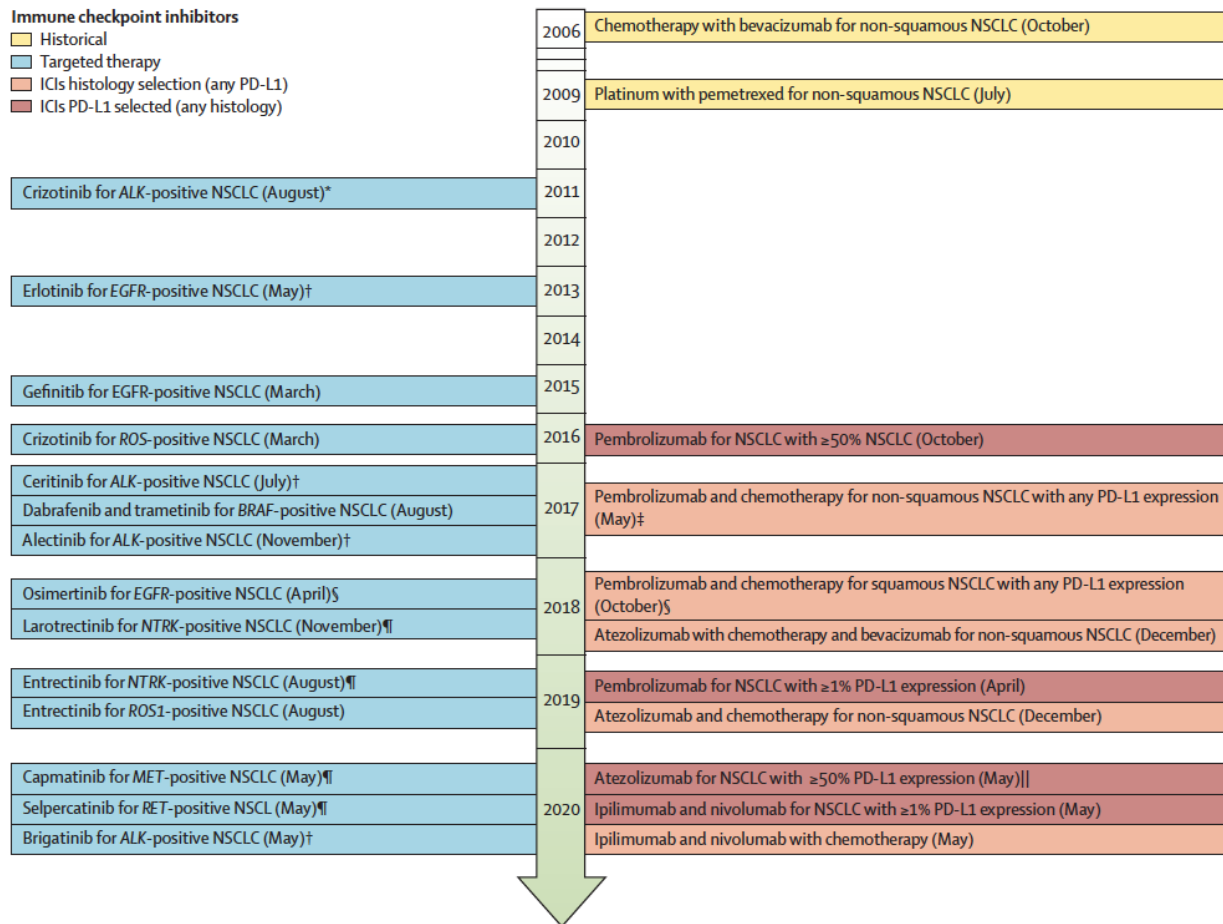 Immune checkpoint inhibitors
Historical
Targeted therapy
ICIs histology selection (any PD-L1)
ICIs PD-L1 selected (any histology)
2006
Chemotherapy with bevacizumab for non-squamous NSCLC (October)
2009
Platinum with pemetrexed for non-squamous NSCLC (July)
2010
Crizotinib for ALK-positive NSCLC (August)*
2011
2012
Erlotinib for EGFR-positive NSCLC (May)†
2013
2014
Gefinitib for EGFR-positive NSCLC (March)
2015
Crizotinib for ROS-positive NSCLC (March)
2016
Pembrolizumab for NSCLC with ≥50% NSCLC (October)
Ceritinib for ALK-positive NSCLC (July)†
Dabrafenib and trametinib for BRAF-positive NSCLC (August)
Alectinib for ALK-positive NSCLC (November)†
2017
Pembrolizumab and chemotherapy for non-squamous NSCLC with any PD-L1 expression
(May)‡
Osimertinib for EGFR-positive NSCLC (April)§
Larotrectinib for NTRK-positive NSCLC (November)¶
2018
Pembrolizumab and chemotherapy for squamous NSCLC with any PD-L1 expression
(October)§
Atezolizumab with chemotherapy and bevacizumab for non-squamous NSCLC (December)
Entrectinib for NTRK-positive NSCLC (August)¶
Entrectinib for ROS1-positive NSCLC (August)
2019
Pembrolizumab for NSCLC with ≥1% PD-L1 expression (April)
Atezolizumab and chemotherapy for non-squamous NSCLC (December)
Capmatinib for MET-positive NSCLC (May)¶
Selpercatinib for RET-positive NSCL (May)¶
Brigatinib for ALK-positive NSCLC (May)†
2020
Atezolizumab for NSCLC with ≥50% PD-L1 expression (May)||
Ipilimumab and nivolumab for NSCLC with ≥1% PD-L1 expression (May)
Ipilimumab and nivolumab with chemotherapy (May)